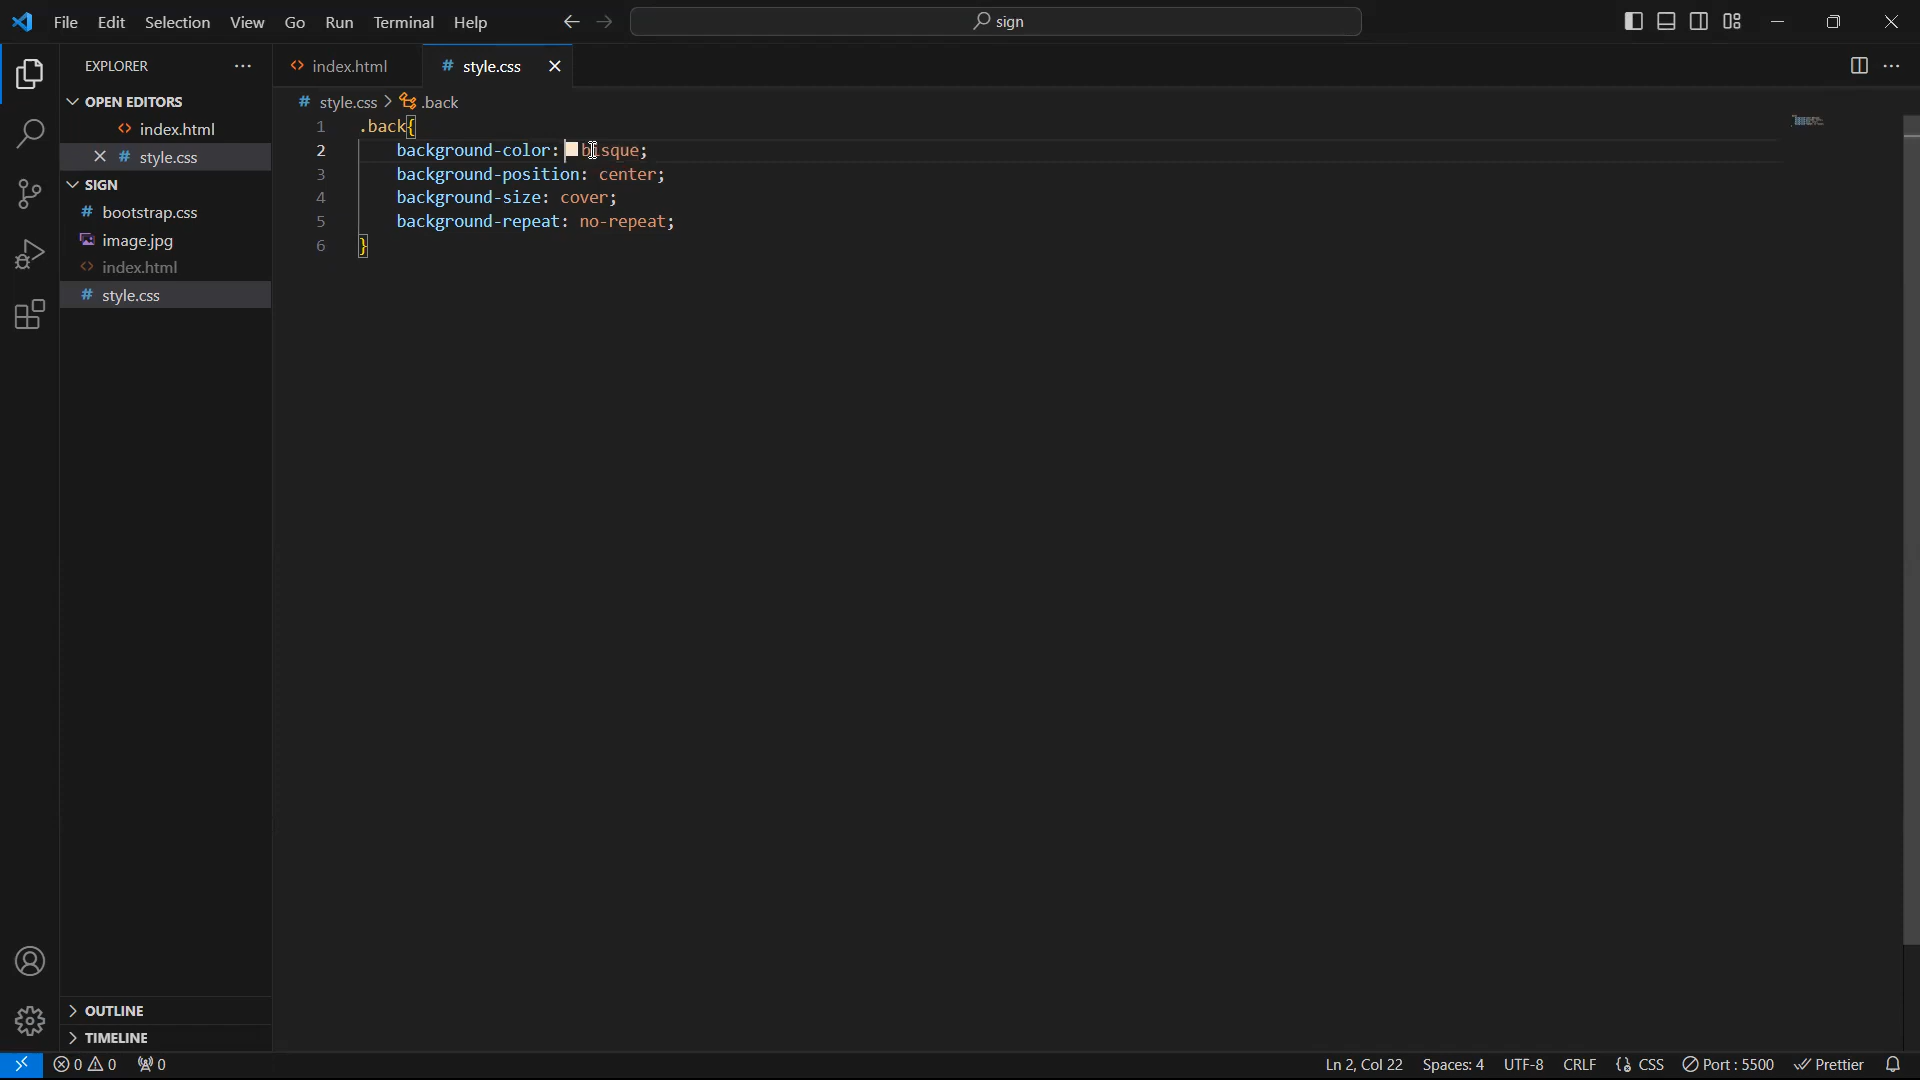 File Edit Selection View Go Run Terminal Help
sign
EXPLORER
index.html
style.css
OPEN EDITORS
index.html
style.css
SIGN
bootstrap.css
image.jpg
index.html
style.css
OUTLINE
TIMELINE
style.css > .back
1 .back{
2 background-color: bisque;
3 background-position: center;
4 background-size: cover;
5 background-repeat: no-repeat;
6 }
0 0 0
Ln 2, Col 22 Spaces: 4 UTF-8 CRLF {} CSS Port : 5500 Prettier